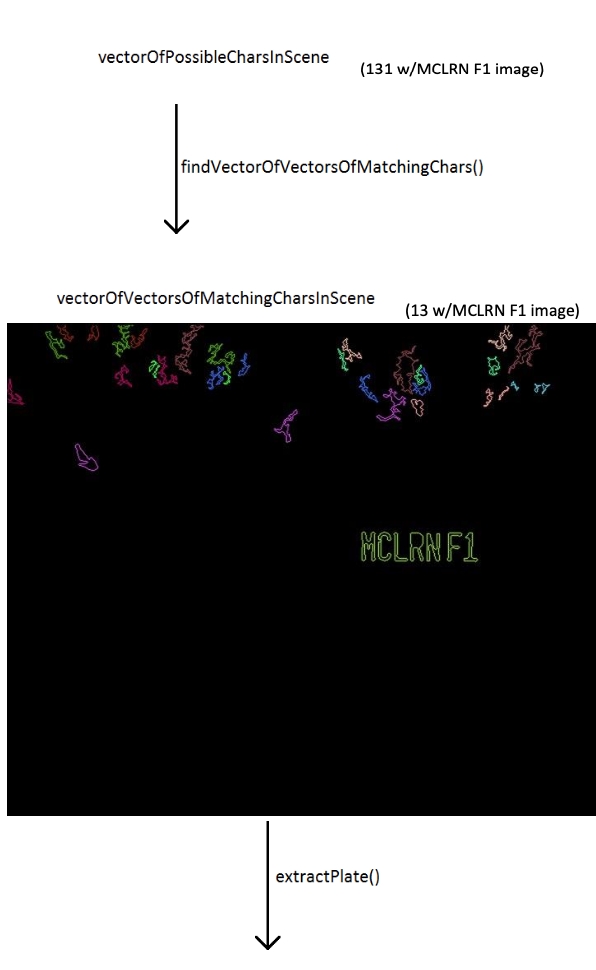 vectorOfPossibleCharsInScene (131 w/MCLRN F1 image)
findVectorOfVectorsOfMatchingChars()
vectorOfVectorsOfMatchingCharsInScene (13 w/MCLRN F1 image)
MCLRN F1
extractPlate()